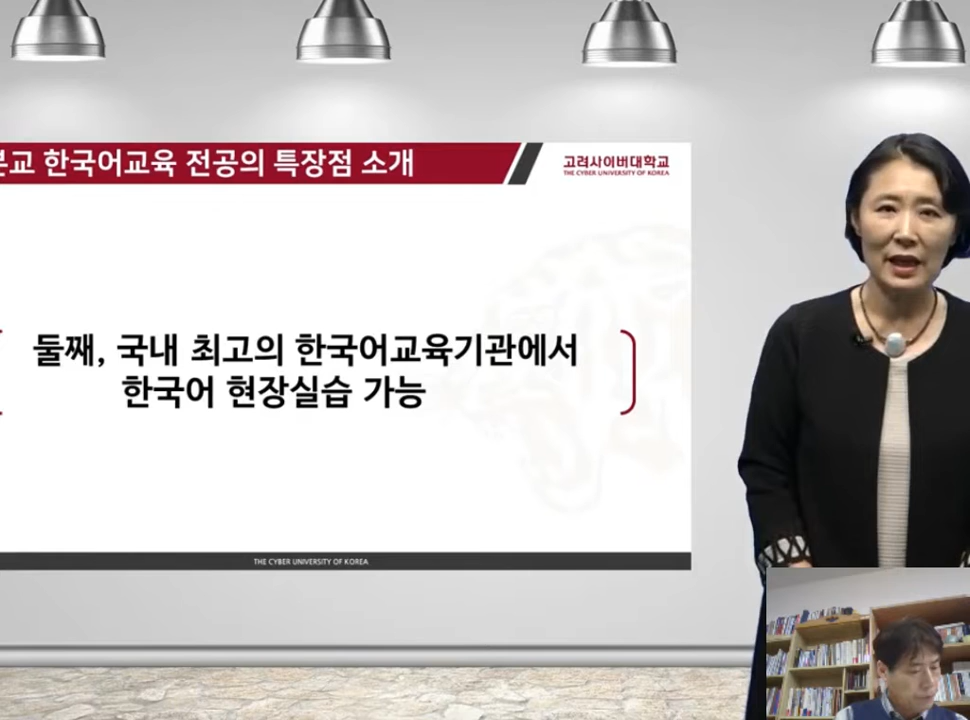 본교 한국어교육 전공의 특장점 소개
고려사이버대학교
THE CYBER UNIVERSITY OF KOREA
둘째, 국내 최고의 한국어교육기관에서
한국어 현장실습 가능
THE CYBER UNIVERSITY OF KOREA